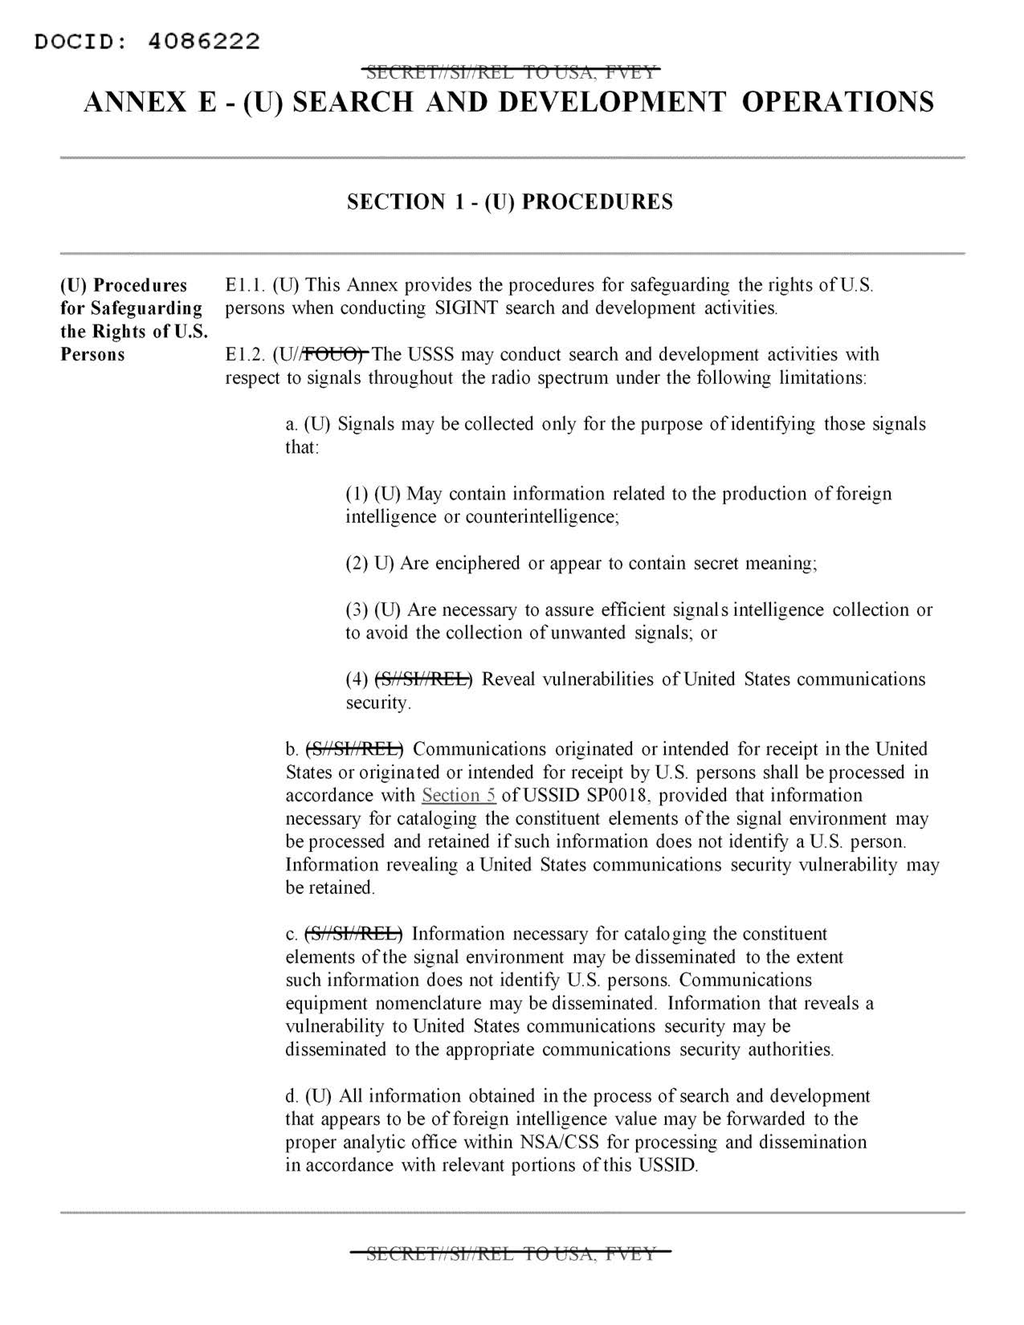 DOCID: 4086222
SECRET//SI//REL TO USA, FVEY
ANNEX E - (U) SEARCH AND DEVELOPMENT OPERATIONS
SECTION 1 - (U) PROCEDURES
(U) Procedures
for Safeguarding
the Rights of U.S.
Persons
E1.1. (U) This Annex provides the procedures for safeguarding the rights of U.S.
persons when conducting SIGINT search and development activities.
E1.2. (U//FOUO) The USSS may conduct search and development activities with
respect to signals throughout the radio spectrum under the following limitations:
a. (U) Signals may be collected only for the purpose of identifying those signals
that:
(1) (U) May contain information related to the production of foreign
intelligence or counterintelligence;
(2) U) Are enciphered or appear to contain secret meaning;
(3) (U) Are necessary to assure efficient signals intelligence collection or
to avoid the collection of unwanted signals; or
(4) (S//SI//REL) Reveal vulnerabilities of United States communications
security.
b. (S//SI//REL) Communications originated or intended for receipt in the United
States or originated or intended for receipt by U.S. persons shall be processed in
accordance with Section 5 of USSID SP0018, provided that information
necessary for cataloging the constituent elements of the signal environment may
be processed and retained if such information does not identify a U.S. person.
Information revealing a United States communications security vulnerability may
be retained.
c. (S//SI//REL) Information necessary for cataloging the constituent
elements of the signal environment may be disseminated to the extent
such information does not identify U.S. persons. Communications
equipment nomenclature may be disseminated. Information that reveals a
vulnerability to United States communications security may be
disseminated to the appropriate communications security authorities.
d. (U) All information obtained in the process of search and development
that appears to be of foreign intelligence value may be forwarded to the
proper analytic office within NSA/CSS for processing and dissemination
in accordance with relevant portions of this USSID.
SECRET//SI//REL TO USA, FVEY